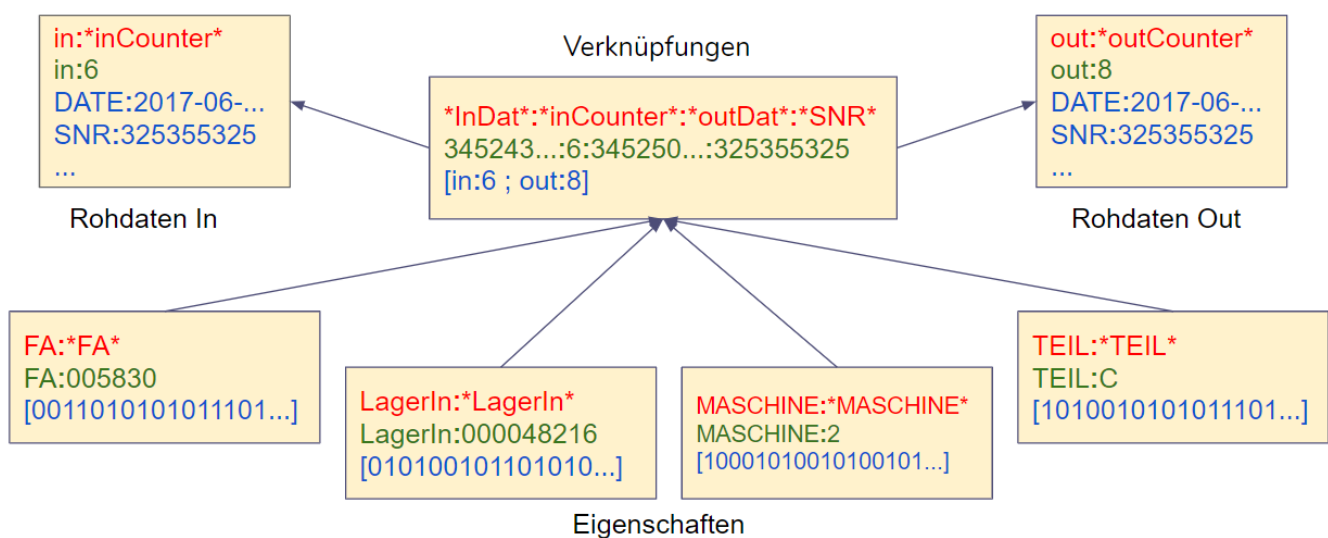 in:*inCounter*
in:6
DATE:2017-06-...
SNR:325355325
...
Rohdaten In
Verknüpfungen
*InDat*:*inCounter*:*outDat*:*SNR*
345243...:6:345250...:325355325
[in:6 ; out:8]
out:*outCounter*
out:8
DATE:2017-06-...
SNR:325355325
...
Rohdaten Out
FA:*FA*
FA:005830
[0011010101011101...]
LagerIn:*LagerIn*
LagerIn:000048216
[010100101101010...]
MASCHINE:*MASCHINE*
MASCHINE:2
[10001010010100101...]
TEIL:*TEIL*
TEIL:C
[1010010101011101...]
Eigenschaften